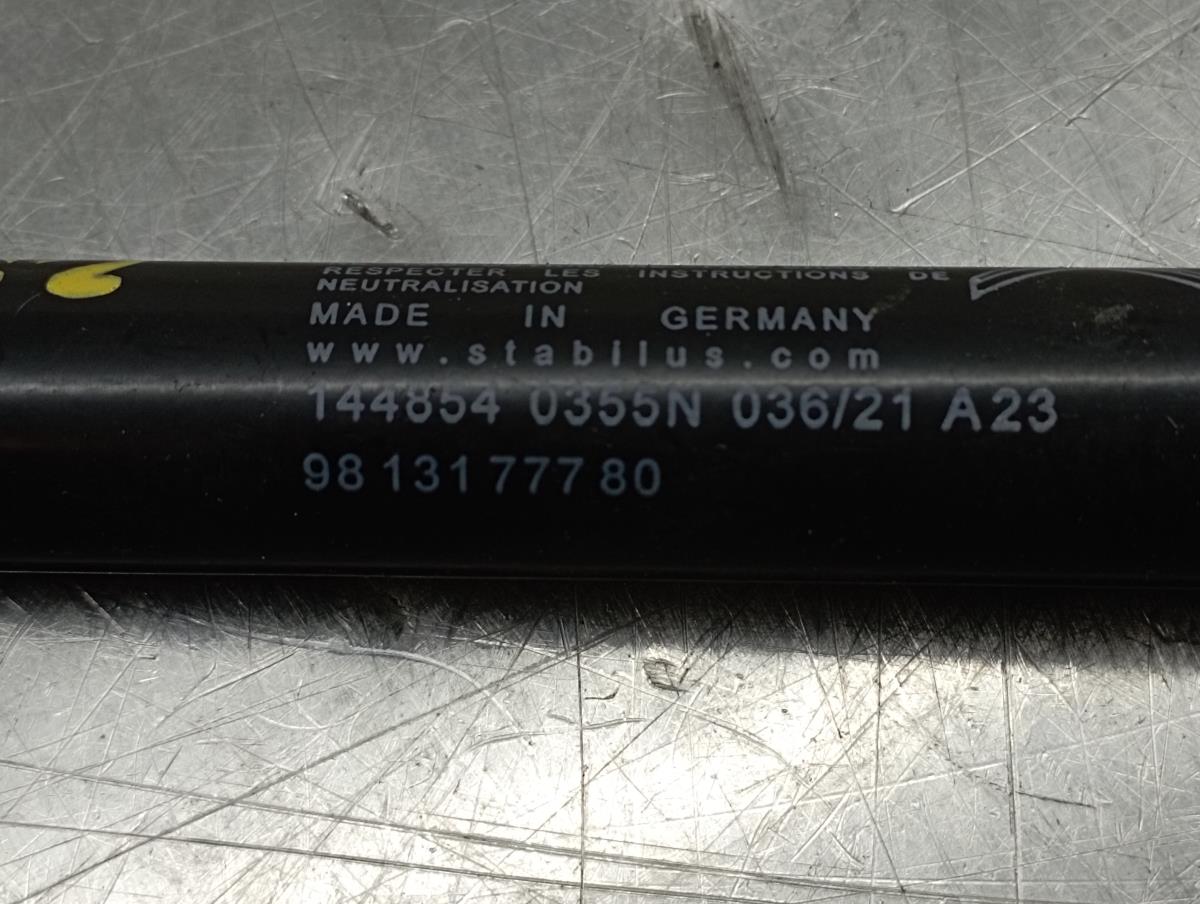 RESPECTER LES INSTRUCTIONS DE
NEUTRALISATION
MADE IN GERMANY
www.stabilus.com
144854 0355N 036/21 A23
98 131 777 80